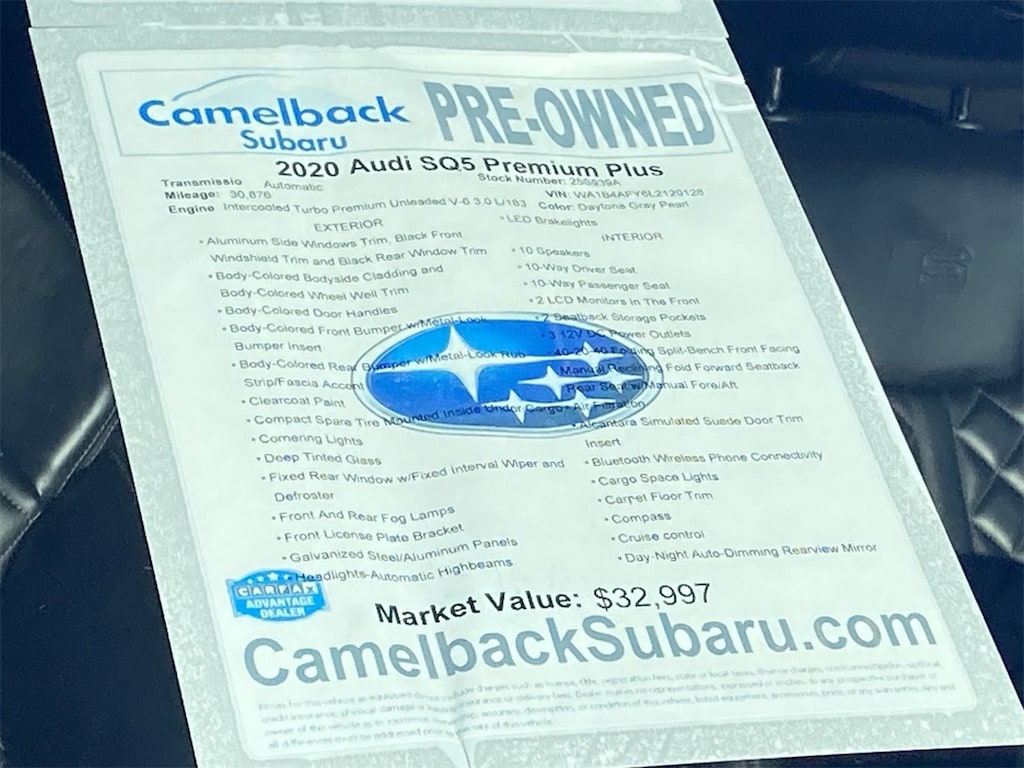 Camelback
Subaru
PRE-OWNED
2020 Audi SQ5 Premium Plus
Transmissio Automatic
Stock Number: 25S939A
Mileage: 30,876
VIN: WA1B4AFY6L2120128
Engine Intercooled Turbo Premium Unleaded V-6 3.0 L/183 Color: Daytona Gray Pearl
EXTERIOR
• Aluminum Side Windows Trim, Black Front
Windshield Trim and Black Rear Window Trim
• Body-Colored Bodyside Cladding and
Body-Colored Wheel Well Trim
• Body-Colored Door Handles
• Body-Colored Front Bumper w/Metal-Look
Bumper Insert
• Body-Colored Rear Bumper w/Metal-Look Rub
Strip/Fascia Accent
• Clearcoat Paint
• Compact Spare Tire Mounted Inside Under Cargo
• Cornering Lights
• Deep Tinted Glass
• Fixed Rear Window w/Fixed Interval Wiper and
Defroster
• Front And Rear Fog Lamps
• Front License Plate Bracket
• Galvanized Steel/Aluminum Panels
• Headlights-Automatic Highbeams
• LED Brakelights
INTERIOR
• 10 Speakers
• 10-Way Driver Seat
• 10-Way Passenger Seat
• 2 LCD Monitors In The Front
• 2 Seatback Storage Pockets
• 3 12V DC Power Outlets
• 40-20-40 Folding Split-Bench Front Facing
Manual Reclining Fold Forward Seatback
Rear Seat w/Manual Fore/Aft
• Air Filtration
• Alcantara Simulated Suede Door Trim
Insert
• Bluetooth Wireless Phone Connectivity
• Cargo Space Lights
• Carpet Floor Trim
• Compass
• Cruise control
• Day-Night Auto-Dimming Rearview Mirror
CARFAX
ADVANTAGE
DEALER
Market Value: $32,997
CamelbackSubaru.com